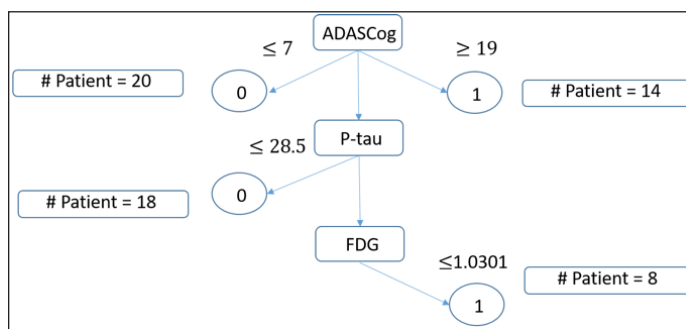 ADASCog
≤ 7
≥ 19
# Patient = 20
0
1
# Patient = 14
P-tau
≤ 28.5
# Patient = 18
0
FDG
≤1.0301
# Patient = 8
1